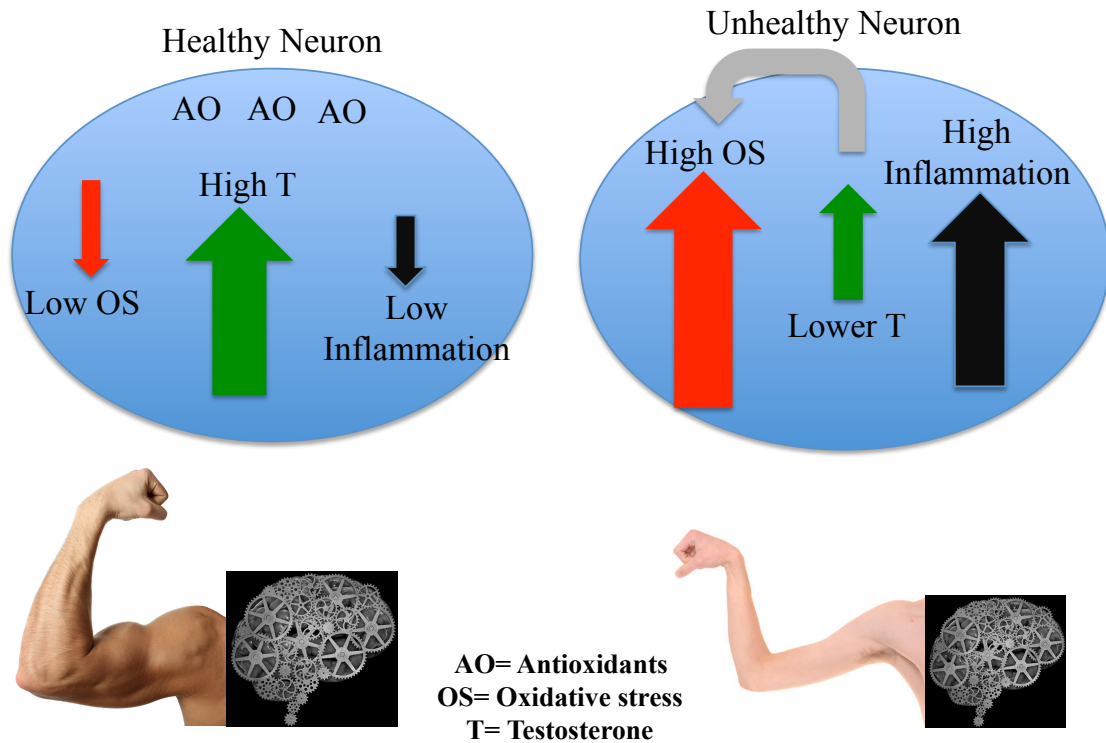 Healthy Neuron
AO AO AO
High T
Low OS
Low
Inflammation
Unhealthy Neuron
High OS
High
Inflammation
Lower T
AO= Antioxidants
OS= Oxidative stress
T= Testosterone